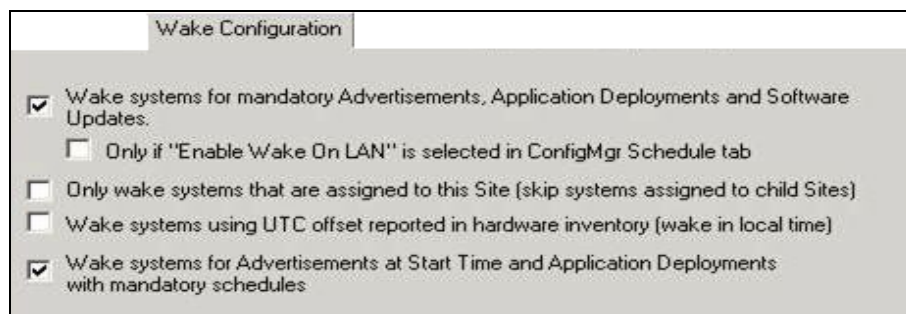 Wake Configuration
Wake systems for mandatory Advertisements, Application Deployments and Software
Updates.
Only if "Enable Wake On LAN" is selected in ConfigMgr Schedule tab
Only wake systems that are assigned to this Site (skip systems assigned to child Sites)
Wake systems using UTC offset reported in hardware inventory (wake in local time)
Wake systems for Advertisements at Start Time and Application Deployments
with mandatory schedules